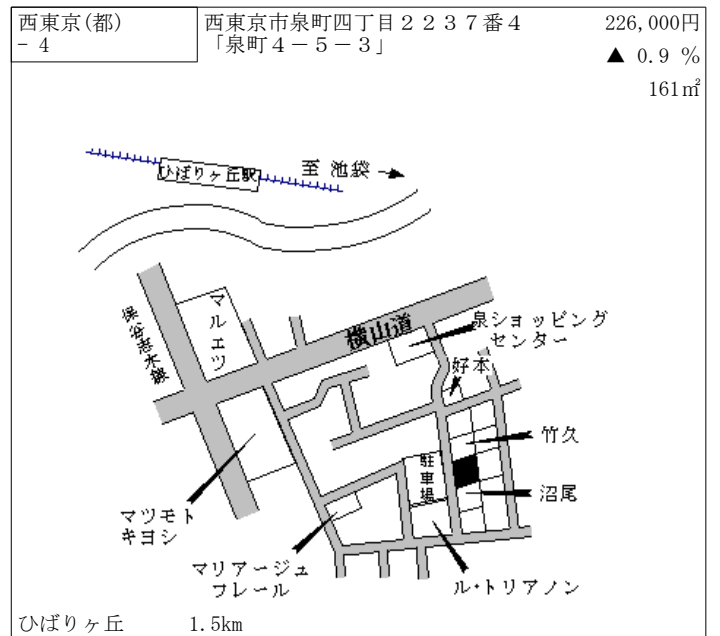 西東京(都)
- 4
西東京市泉町四丁目２２３７番４
「泉町４－５－３」
226,000円
▲ 0.9 %
161㎡
ひばりヶ丘駅
至 池袋
保谷志木線
マルエツ
横山道
泉ショッピング
センター
好本
竹久
駐車場
沼尾
マツモト
キヨシ
マリアージュ
フレール
ル・トリアノン
ひばりヶ丘 1.5km